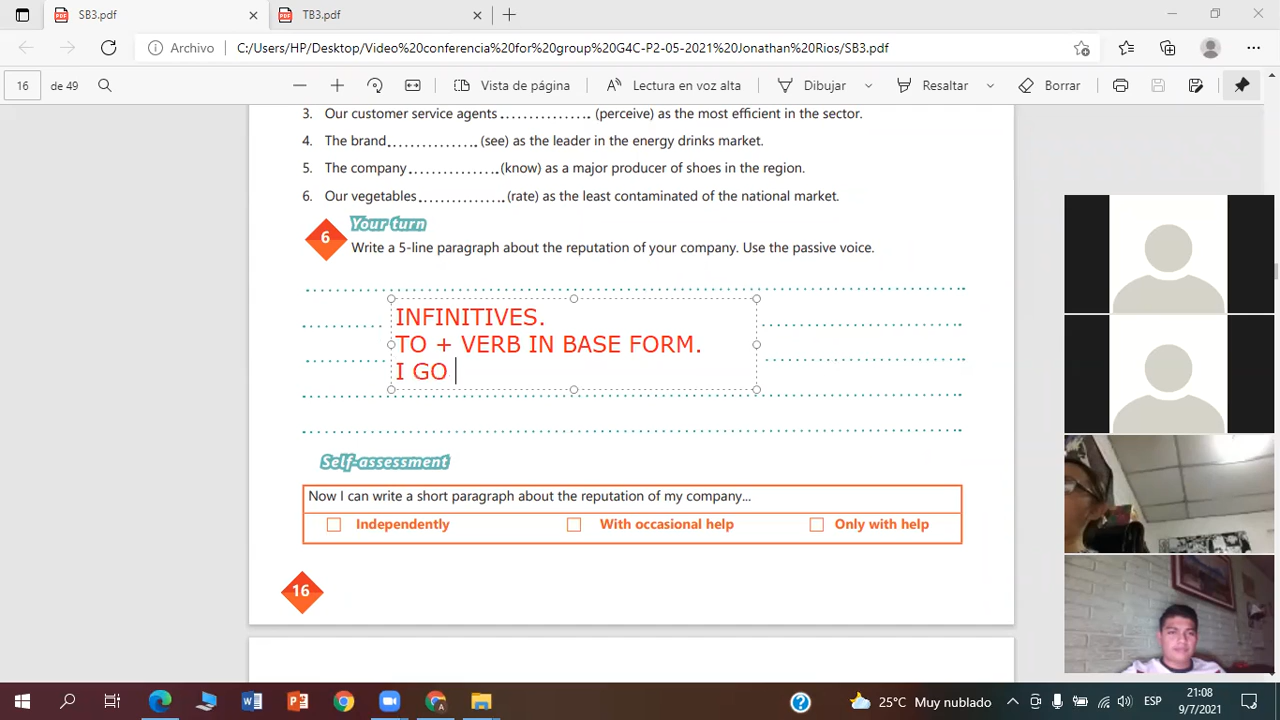 SB3.pdf
TB3.pdf
Archivo
C:/Users/HP/Desktop/Video%20conferencia%20for%20group%20G4C-P2-05-2021%20Jonathan%20Rios/SB3.pdf
16 de 49
Vista de página
Lectura en voz alta
Dibujar
Resaltar
Borrar
3. Our customer service agents .............. (perceive) as the most efficient in the sector.
4. The brand .............. (see) as the leader in the energy drinks market.
5. The company .............. (know) as a major producer of shoes in the region.
6. Our vegetables .............. (rate) as the least contaminated of the national market.
6
Your turn
Write a 5-line paragraph about the reputation of your company. Use the passive voice.
INFINITIVES.
TO + VERB IN BASE FORM.
I GO
Self-assessment
Now I can write a short paragraph about the reputation of my company...
Independently
With occasional help
Only with help
16
25°C Muy nublado
ESP
21:08
9/7/2021